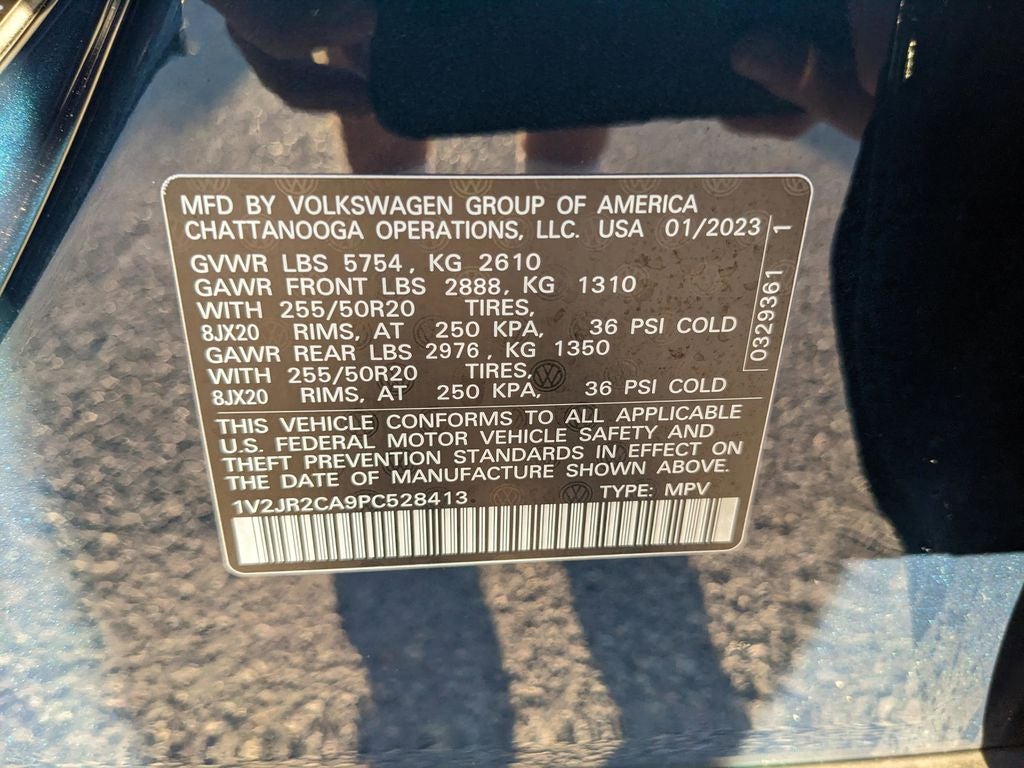 MFD BY VOLKSWAGEN GROUP OF AMERICA
CHATTANOOGA OPERATIONS, LLC. USA 01/2023
GVWR LBS 5754, KG 2610
GAWR FRONT LBS 2888, KG 1310
WITH 255/50R20 TIRES,
8JX20 RIMS, AT 250 KPA, 36 PSI COLD
GAWR REAR LBS 2976, KG 1350
WITH 255/50R20 TIRES,
8JX20 RIMS, AT 250 KPA, 36 PSI COLD
0329361 1
THIS VEHICLE CONFORMS TO ALL APPLICABLE
U.S. FEDERAL MOTOR VEHICLE SAFETY AND
THEFT PREVENTION STANDARDS IN EFFECT ON
THE DATE OF MANUFACTURE SHOWN ABOVE.
1V2JR2CA9PC528413 TYPE: MPV